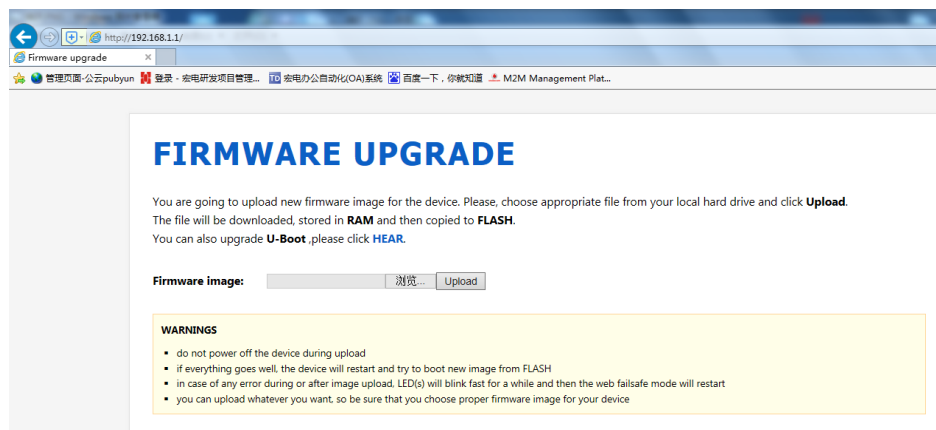 http://192.168.1.1/
Firmware upgrade ×
管理页面-公云pubyun 登录 - 宏电研发项目管理... TD 宏电办公自动化(OA)系统 百度一下，你就知道 M2M Management Plat...
FIRMWARE UPGRADE
You are going to upload new firmware image for the device. Please, choose appropriate file from your local hard drive and click Upload.
The file will be downloaded, stored in RAM and then copied to FLASH.
You can also upgrade U-Boot ,please click HEAR.
Firmware image: 浏览... Upload
WARNINGS
▪ do not power off the device during upload
▪ if everything goes well, the device will restart and try to boot new image from FLASH
▪ in case of any error during or after image upload, LED(s) will blink fast for a while and then the web failsafe mode will restart
▪ you can upload whatever you want, so be sure that you choose proper firmware image for your device